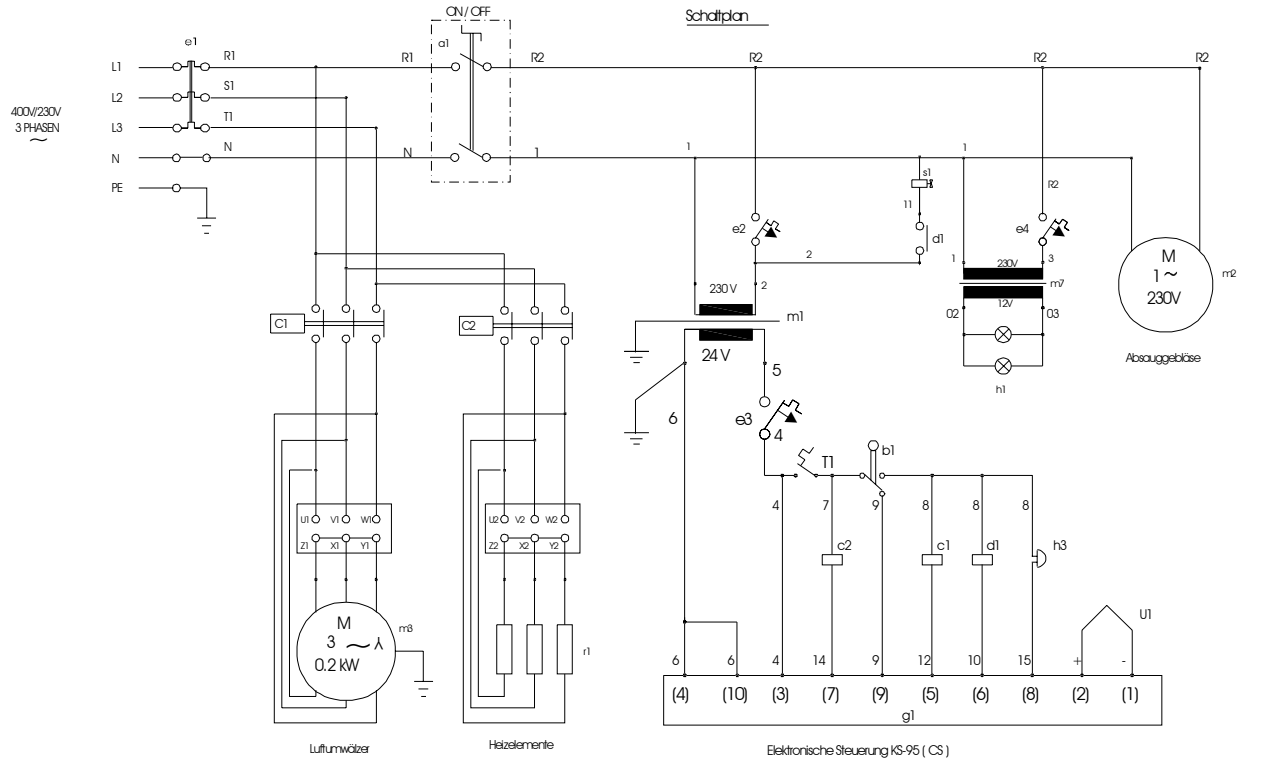 ON / OFF
Schaltplan
e1
R1
R1
a1
R2
R2
R2
R2
L1
S1
L2
400V/230V
3 PHASEN
~
T1
L3
N
N
N
1
1
1
PE
s1
11
R2
e2
d1
e4
2
1
3
230V
m7
12V
02
03
h1
M
1 ~
230V
m2
Absauggebläse
230 V
2
m1
24 V
C1
C2
5
6
e3
4
T1
b1
4
7
9
8
8
8
c2
c1
d1
h3
U1
U1
V1
W1
Z1
X1
Y1
U2
V2
W2
Z2
X2
Y2
M
3 ~
0.2 kW
m3
r1
6
6
4
14
9
12
10
15
+
-
(4)
(10)
(3)
(7)
(9)
(5)
(6)
(8)
(2)
(1)
g1
Luftumwälzer
Heizelemente
Elektronische Steuerung KS-95 ( CS )